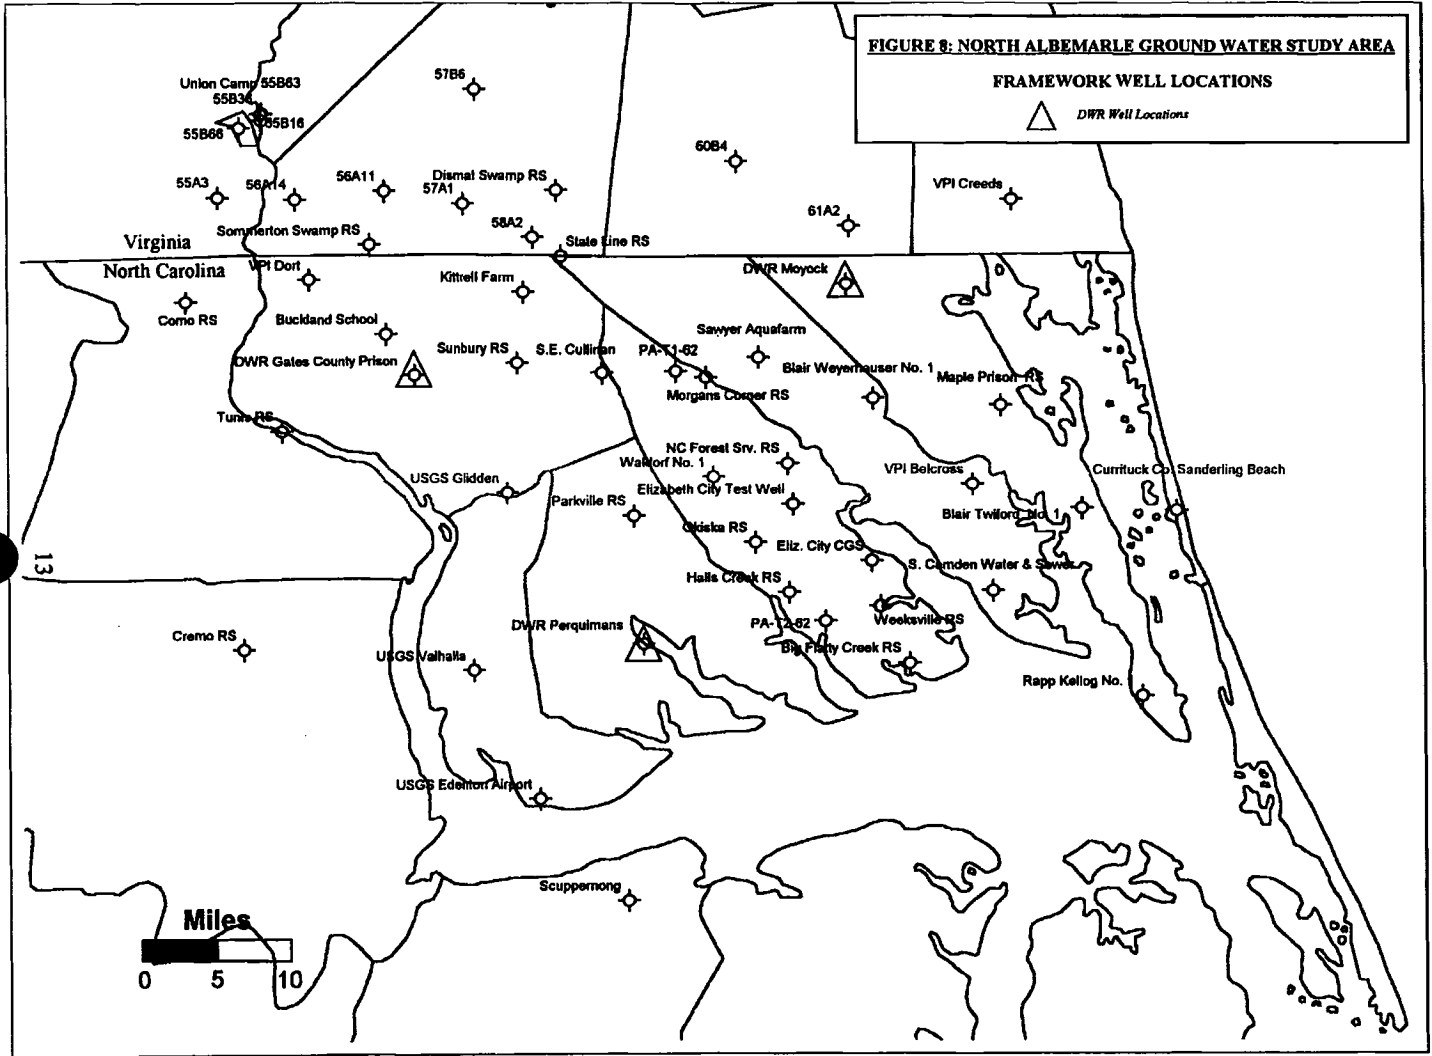 FIGURE 8: NORTH ALBEMARLE GROUND WATER STUDY AREA
FRAMEWORK WELL LOCATIONS
DWR Well Locations
57B6
Union Camp 55B63
55B16
55B66
60B4
55A3
56A14
56A11
57A1
Dismal Swamp RS
VPI Creeds
61A2
58A2
Sommerton Swamp RS
State Line RS
Virginia
North Carolina
VPI Dort
Kittrell Farm
DWR Moyock
Como RS
Buckland School
Sawyer Aquafarm
Sunbury RS
S.E. Cullinan
PA-T1-62
DWR Gates County Prison
Blair Weyerhauser No. 1
Maple Prison RS
Morgans Corner RS
Tunis RS
NC Forest Srv. RS
Waldorf No. 1
VPI Belcross
Currituck Co. Sanderling Beach
USGS Glidden
Elizabeth City Test Well
Parkville RS
Blair Twiford No. 1
Okiska RS
Eliz. City CGS
13
S. Camden Water & Sewer
Halls Creek RS
DWR Perquimans
PA-T2-62
Weeksville RS
Cremo RS
Big Flatty Creek RS
USGS Valhalla
Rapp Kellog No. 1
USGS Edenton Airport
Scuppernong
Miles
0 5 10